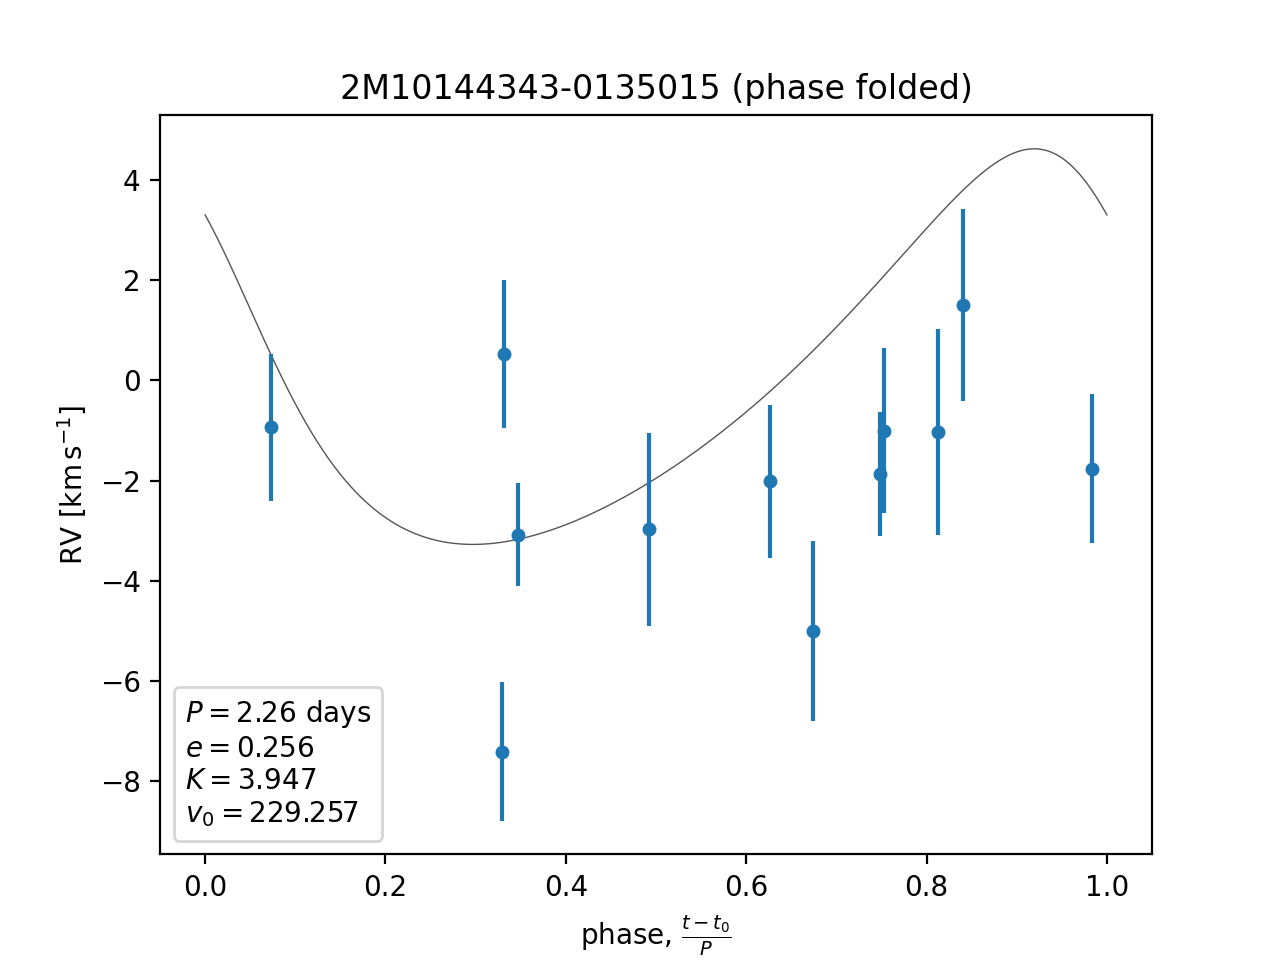 2M10144343-0135015 (phase folded)
RV [km s⁻¹]
4
2
0
−2
−4
−6
−8
P = 2.26 days
e = 0.256
K = 3.947
v₀ = 229.257
0.0 0.2 0.4 0.6 0.8 1.0
phase, \frac{t − t₀}{P}